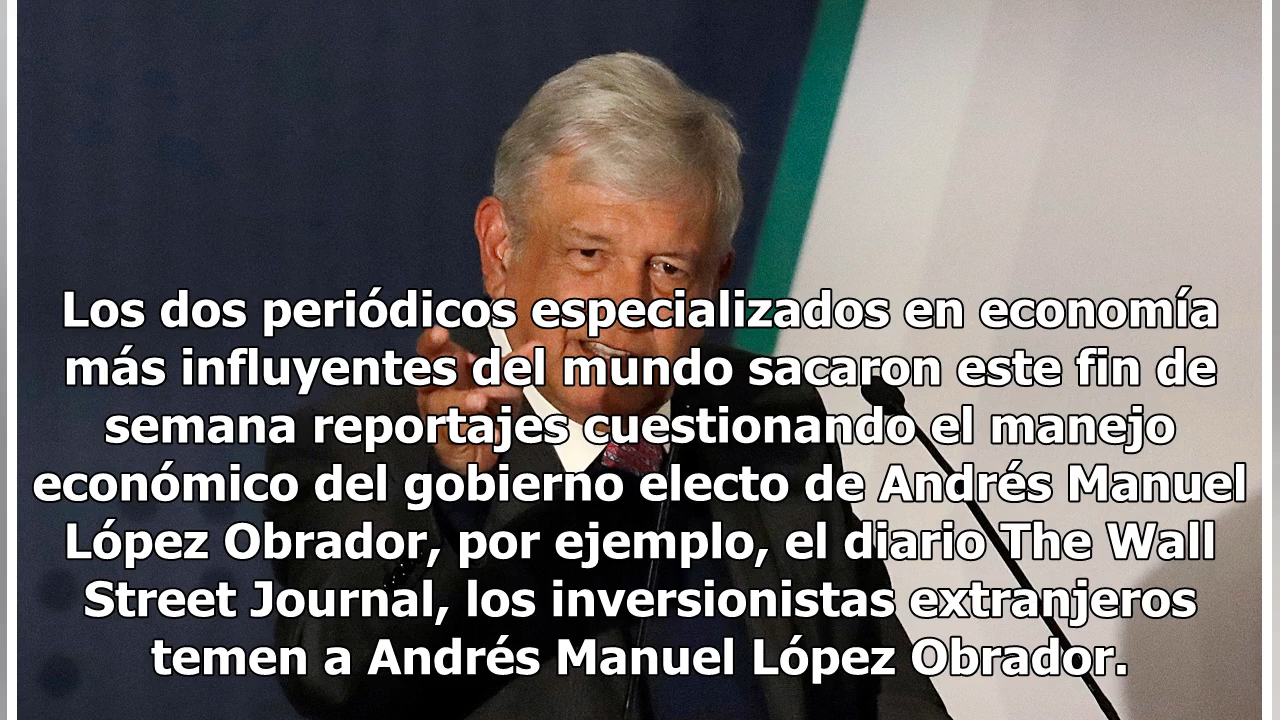 Los dos periódicos especializados en economía
más influyentes del mundo sacaron este fin de
semana reportajes cuestionando el manejo
económico del gobierno electo de Andrés Manuel
López Obrador, por ejemplo, el diario The Wall
Street Journal, los inversionistas extranjeros
temen a Andrés Manuel López Obrador.